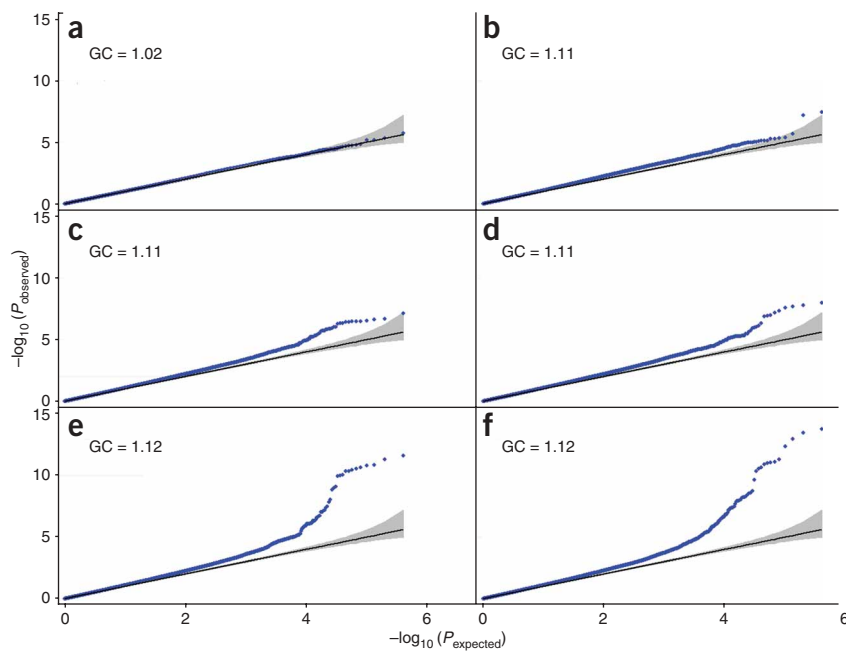 a
GC = 1.02
b
GC = 1.11
c
GC = 1.11
d
GC = 1.11
e
GC = 1.12
f
GC = 1.12
15
10
5
0
15
10
5
0
15
10
5
0
–log10 (Pobserved)
0 2 4 6
0 2 4 6
–log10 (Pexpected)